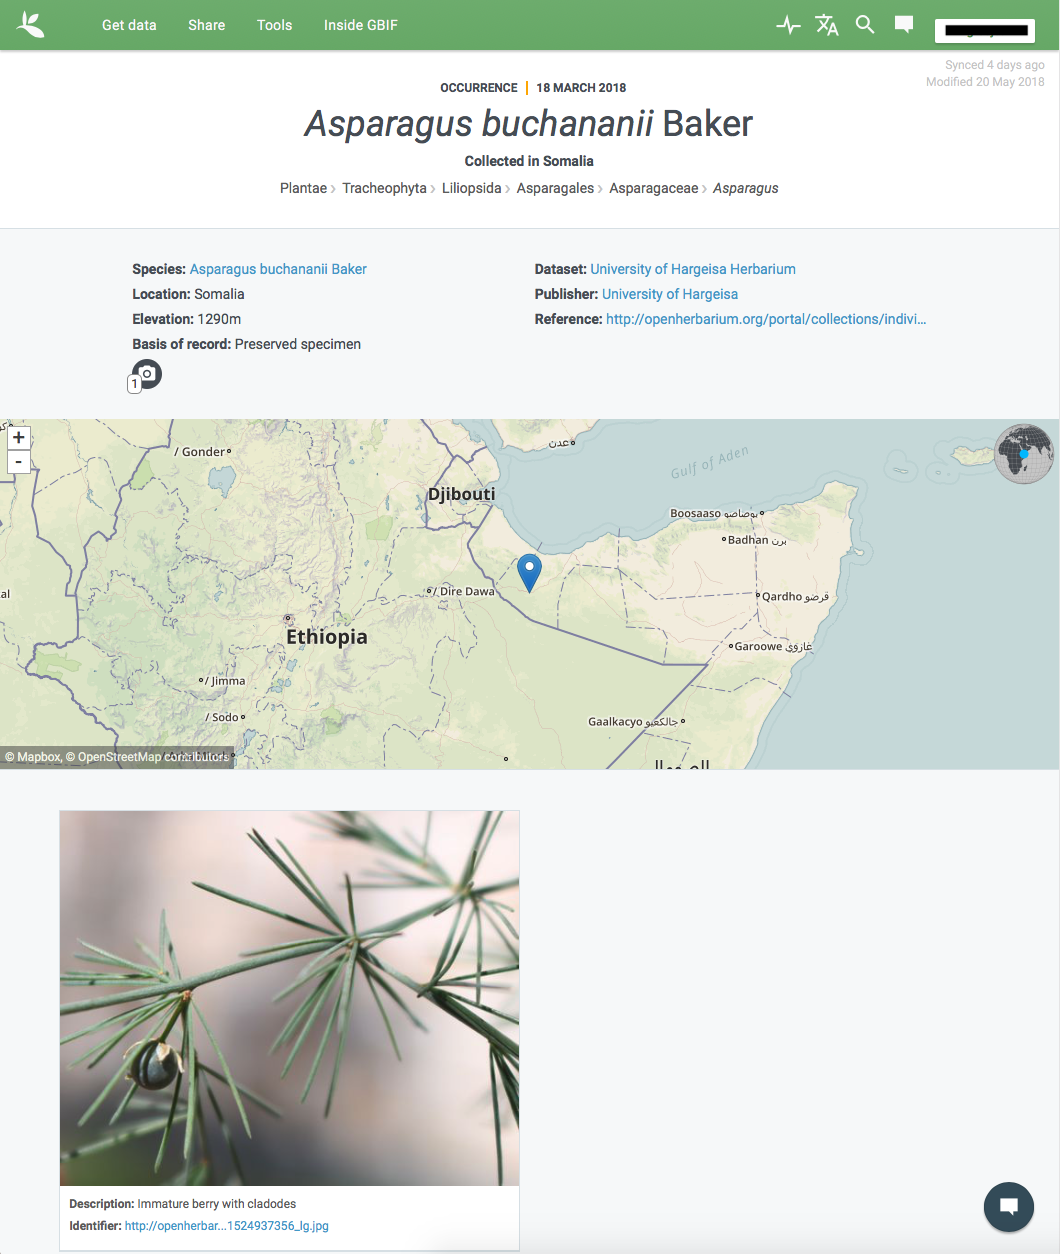 Get data
Share
Tools
Inside GBIF
Synced 4 days ago
Modified 20 May 2018
OCCURRENCE | 18 MARCH 2018
Asparagus buchananii Baker
Collected in Somalia
Plantae › Tracheophyta › Liliopsida › Asparagales › Asparagaceae › Asparagus
Species: Asparagus buchananii Baker
Location: Somalia
Elevation: 1290m
Basis of record: Preserved specimen
1
Dataset: University of Hargeisa Herbarium
Publisher: University of Hargeisa
Reference: http://openherbarium.org/portal/collections/indivi...
+
-
/ Gonder
عدن
Gulf of Aden
Djibouti
Boosaaso بوصاصو
Badhan برن
/ Dire Dawa
Qardho قرضو
Ethiopia
Garoowe غاروي
/ Jimma
/ Sodo
Gaalkacyo جالكعيو
© Mapbox, © OpenStreetMap contributors
Description: Immature berry with cladodes
Identifier: http://openherbar...1524937356_lg.jpg